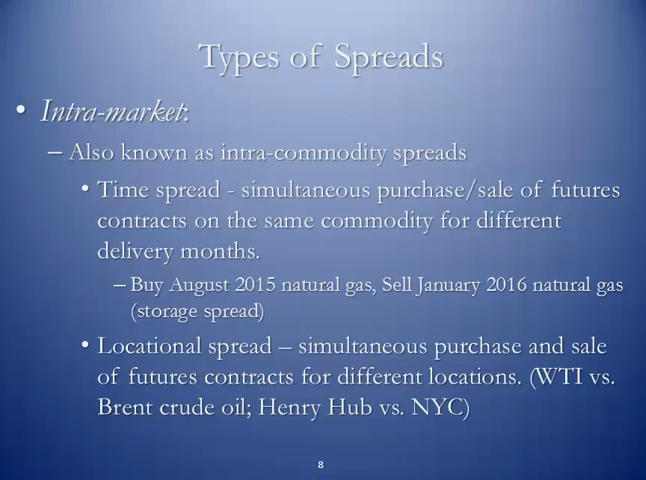 Types of Spreads
• Intra-market:
– Also known as intra-commodity spreads
• Time spread - simultaneous purchase/sale of futures
contracts on the same commodity for different
delivery months.
– Buy August 2015 natural gas, Sell January 2016 natural gas
(storage spread)
• Locational spread – simultaneous purchase and sale
of futures contracts for different locations. (WTI vs.
Brent crude oil; Henry Hub vs. NYC)
8